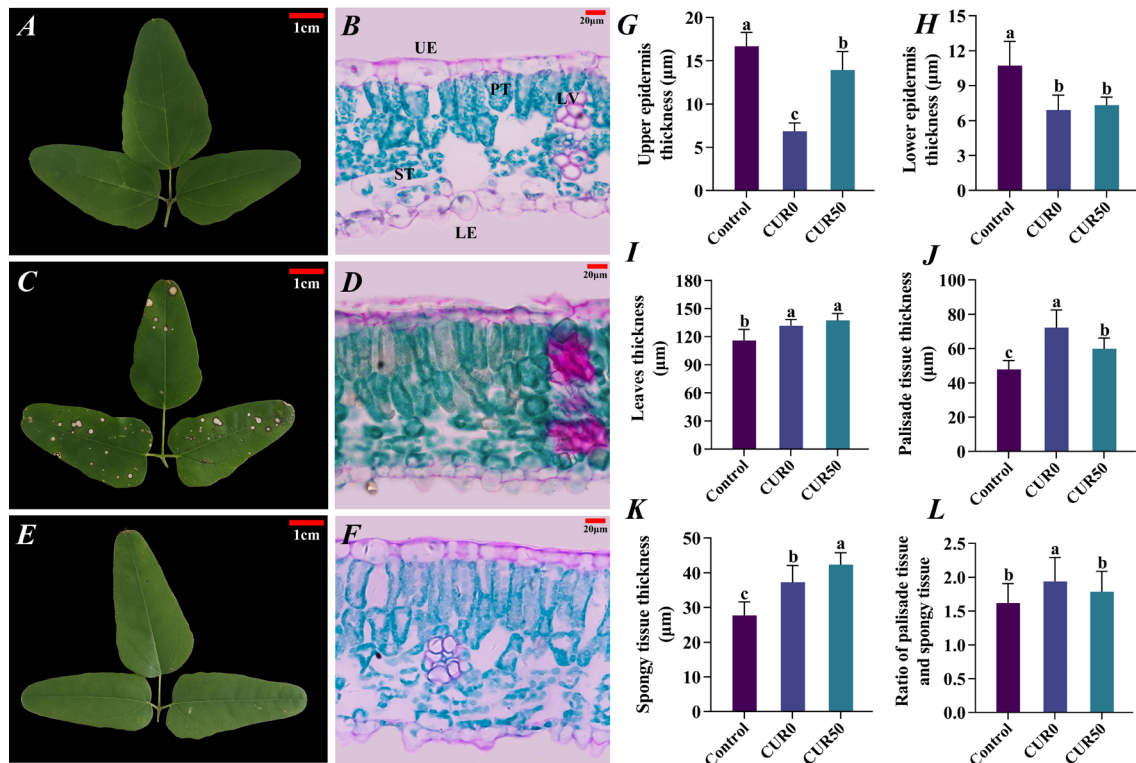 A
1cm
B
20μm
UE
PT
LV
ST
LE
C
1cm
D
20μm
E
1cm
F
20μm
G
Upper epidermis
thickness (μm)
20
15
10
5
0
a
c
b
Control
CUR0
CUR50
H
Lower epidermis
thickness (μm)
15
12
9
6
3
0
a
b
b
Control
CUR0
CUR50
I
Leaves thickness
(μm)
180
150
120
90
60
30
0
b
a
a
Control
CUR0
CUR50
J
Palisade tissue thickness
(μm)
100
80
60
40
20
0
c
a
b
Control
CUR0
CUR50
K
Spongy tissue thickness
(μm)
50
40
30
20
10
0
c
b
a
Control
CUR0
CUR50
L
Ratio of palisade tissue
and spongy tissue
2.5
2.0
1.5
1.0
0.5
0.0
b
a
b
Control
CUR0
CUR50